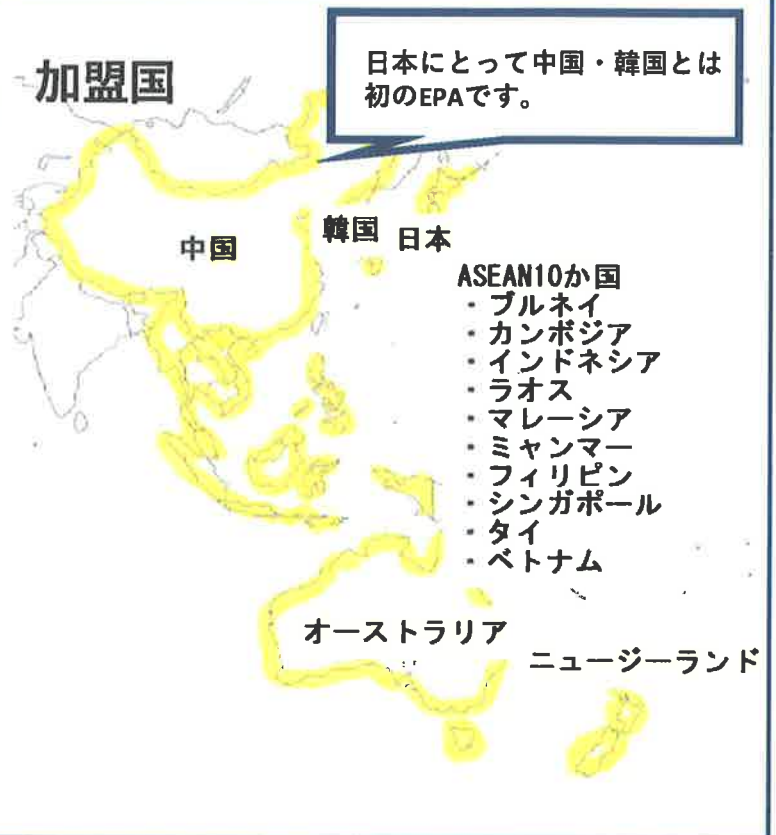 加盟国
日本にとって中国・韓国とは
初のEPAです。
中国
韓国
日本
ASEAN10か国
・ブルネイ
・カンボジア
・インドネシア
・ラオス
・マレーシア
・ミャンマー
・フィリピン
・シンガポール
・タイ
・ベトナム
オーストラリア
ニュージーランド